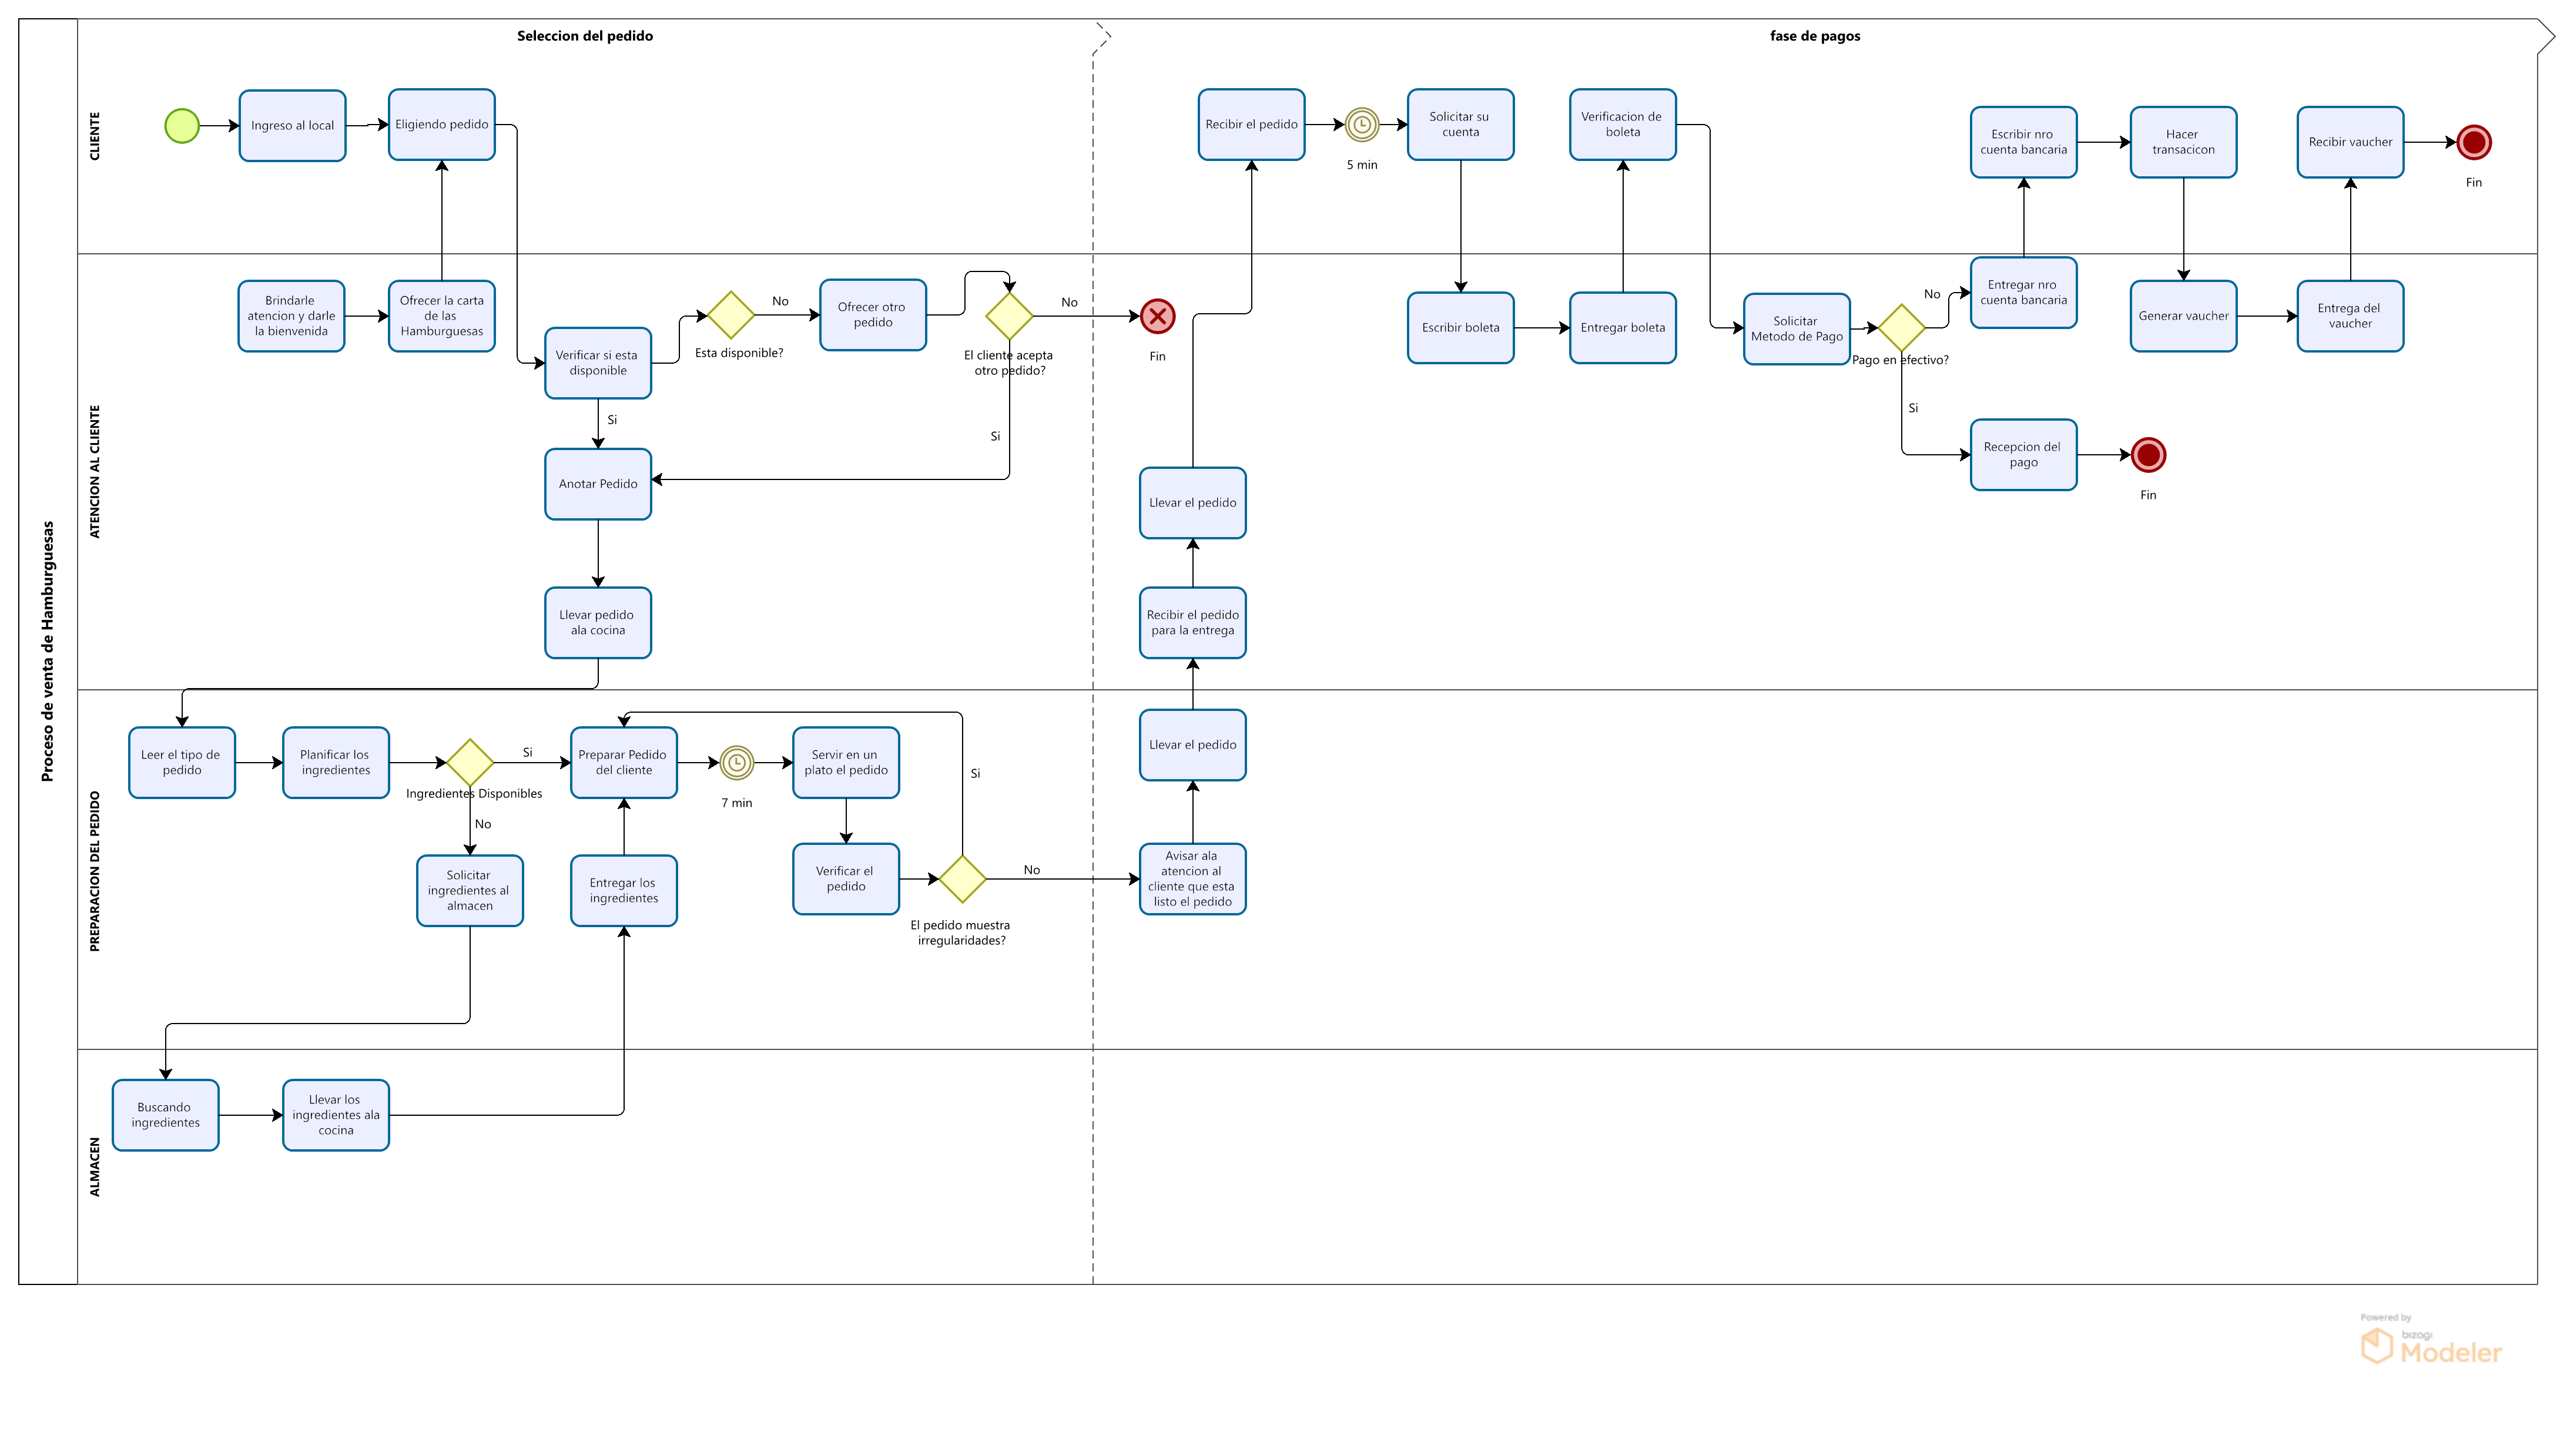 Seleccion del pedido
fase de pagos
Proceso de venta de Hamburguesas
CLIENTE
Ingreso al local
Eligiendo pedido
Recibir el pedido
5 min
Solicitar su
cuenta
Verificacion de
boleta
Escribir nro
cuenta bancaria
Hacer
transacicon
Recibir vaucher
Fin
ATENCION AL CLIENTE
Brindarle
atencion y darle
la bienvenida
Ofrecer la carta
de las
Hamburguesas
Verificar si esta
disponible
Esta disponible?
No
Ofrecer otro
pedido
El cliente acepta
otro pedido?
No
Fin
Si
Si
Anotar Pedido
Llevar pedido
ala cocina
Llevar el pedido
Recibir el pedido
para la entrega
Escribir boleta
Entregar boleta
Solicitar
Metodo de Pago
Pago en efectivo?
No
Entregar nro
cuenta bancaria
Generar vaucher
Entrega del
vaucher
Si
Recepcion del
pago
Fin
PREPARACION DEL PEDIDO
Leer el tipo de
pedido
Planificar los
ingredientes
Ingredientes Disponibles
Si
No
Preparar Pedido
del cliente
7 min
Servir en un
plato el pedido
Si
Solicitar
ingredientes al
almacen
Entregar los
ingredientes
Verificar el
pedido
El pedido muestra
irregularidades?
No
Llevar el pedido
Avisar ala
atencion al
cliente que esta
listo el pedido
ALMACEN
Buscando
ingredientes
Llevar los
ingredientes ala
cocina
Powered by
bizagi
Modeler